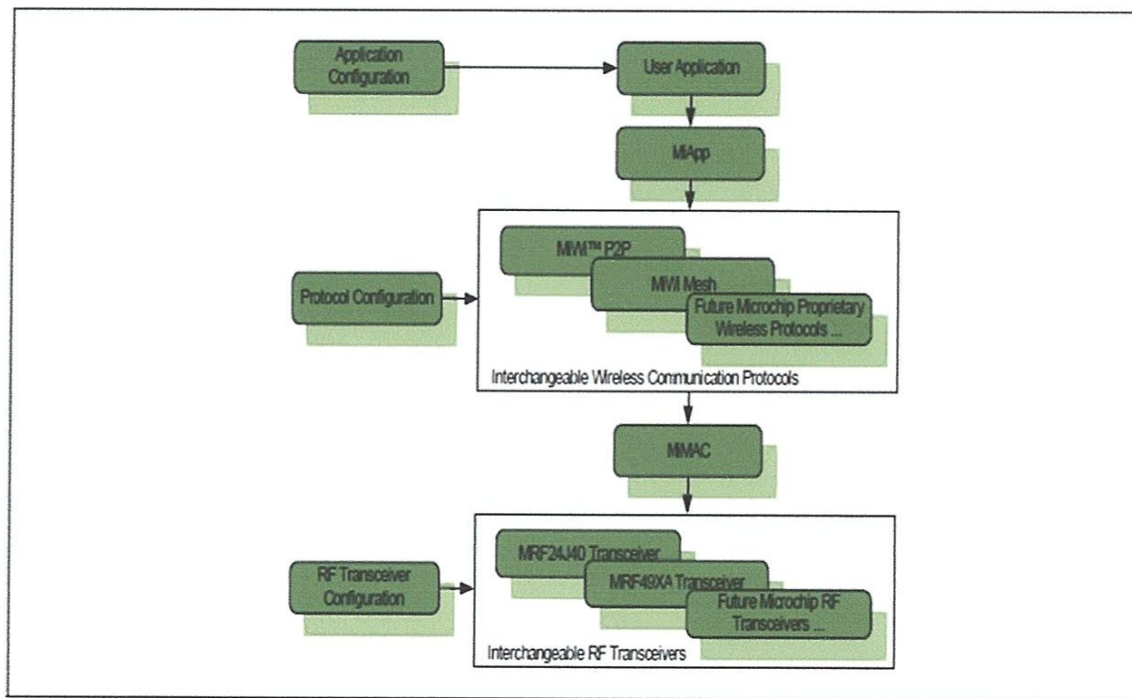 Application
Configuration
User Application
MiApp
MiWi™ P2P
MiWi Mesh
Protocol Configuration
Future Microchip Proprietary
Wireless Protocols ...
Interchangeable Wireless Communication Protocols
MiMAC
MRF24J40 Transceiver
RF Transceiver
Configuration
MRF49XA Transceiver
Future Microchip RF
Transceivers ...
Interchangeable RF Transceivers